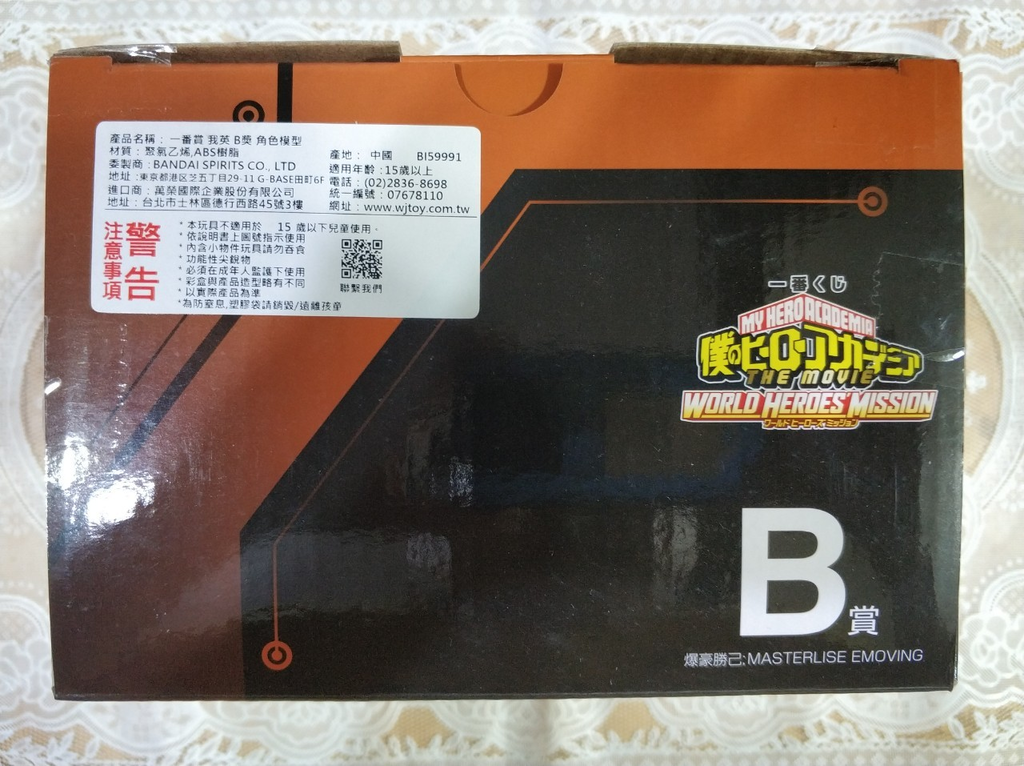 產品名稱： 一番賞 我英 B獎 角色模型
材質：聚氯乙烯,ABS樹脂
委製商：BANDAI SPIRITS CO., LTD
地址：東京都港区芝五丁目29-11 G-BASE田町6F
進口商：萬榮國際企業股份有限公司
地址：台北市士林區德行西路45號3樓
產地： 中國 BI59991
適用年齡：15歲以上
電話：(02)2836-8698
統一編號：07678110
網址：www.wjtoy.com.tw
警告
注意事項
*本玩具不適用於 15 歲以下兒童使用。
*依說明書上圖號指示使用
*內含小物件玩具請勿吞食
*功能性尖銳物
*必須在成年人監護下使用
*彩盒與產品造型略有不同
*以實際產品為準
*為防窒息,塑膠袋請銷毀/遠離孩童
聯繫我們
一番くじ
MY HERO ACADEMIA
僕のヒーローアカデミア
THE MOVIE
WORLD HEROES' MISSION
ワールド ヒーローズ ミッション
B賞
爆豪勝己;MASTERLISE EMOVING